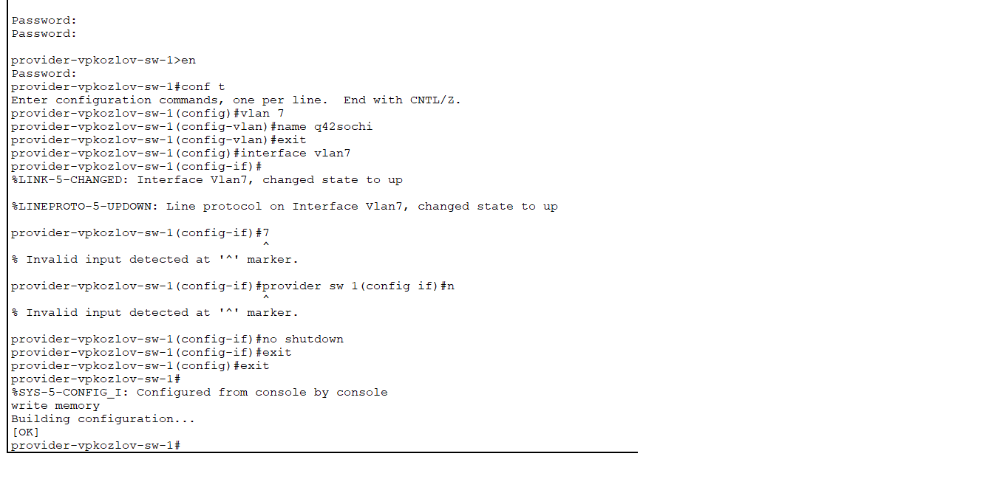 Password:
Password:
provider-vpkozlov-sw-1>en
Password:
provider-vpkozlov-sw-1#conf t
Enter configuration commands, one per line.  End with CNTL/Z.
provider-vpkozlov-sw-1(config)#vlan 7
provider-vpkozlov-sw-1(config-vlan)#name q42sochi
provider-vpkozlov-sw-1(config-vlan)#exit
provider-vpkozlov-sw-1(config)#interface vlan7
provider-vpkozlov-sw-1(config-if)#
%LINK-5-CHANGED: Interface Vlan7, changed state to up
%LINEPROTO-5-UPDOWN: Line protocol on Interface Vlan7, changed state to up
provider-vpkozlov-sw-1(config-if)#7
^
% Invalid input detected at '^' marker.
provider-vpkozlov-sw-1(config-if)#provider sw 1(config if)#n
^
% Invalid input detected at '^' marker.
provider-vpkozlov-sw-1(config-if)#no shutdown
provider-vpkozlov-sw-1(config-if)#exit
provider-vpkozlov-sw-1(config)#exit
provider-vpkozlov-sw-1#
%SYS-5-CONFIG_I: Configured from console by console
write memory
Building configuration...
[OK]
provider-vpkozlov-sw-1#